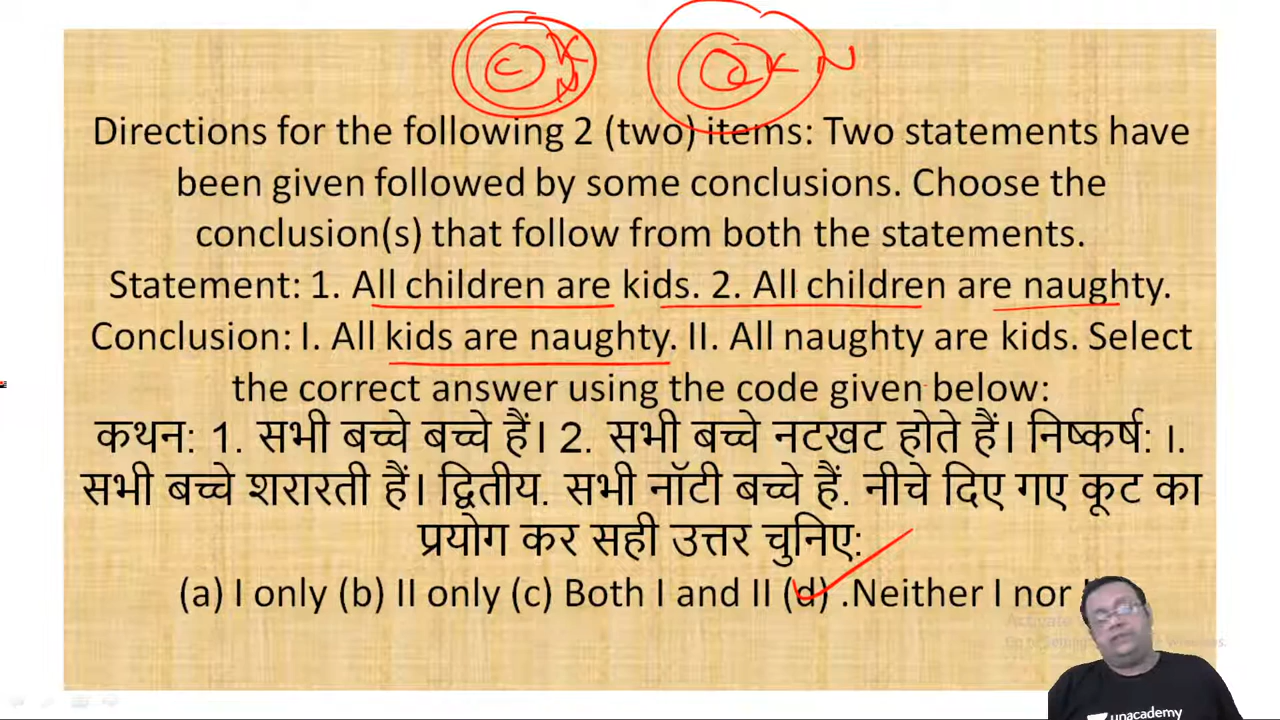 C K
N
C K N
Directions for the following 2 (two) items: Two statements have
been given followed by some conclusions. Choose the
conclusion(s) that follow from both the statements.
Statement: 1. All children are kids. 2. All children are naughty.
Conclusion: I. All kids are naughty. II. All naughty are kids. Select
the correct answer using the code given below:
कथन: 1. सभी बच्चे बच्चे हैं। 2. सभी बच्चे नटखट होते हैं। निष्कर्ष: I.
सभी बच्चे शरारती हैं। द्वितीय. सभी नॉटी बच्चे हैं. नीचे दिए गए कूट का
प्रयोग कर सही उत्तर चुनिए:
(a) I only (b) II only (c) Both I and II (d) .Neither I nor
Activate
unacademy